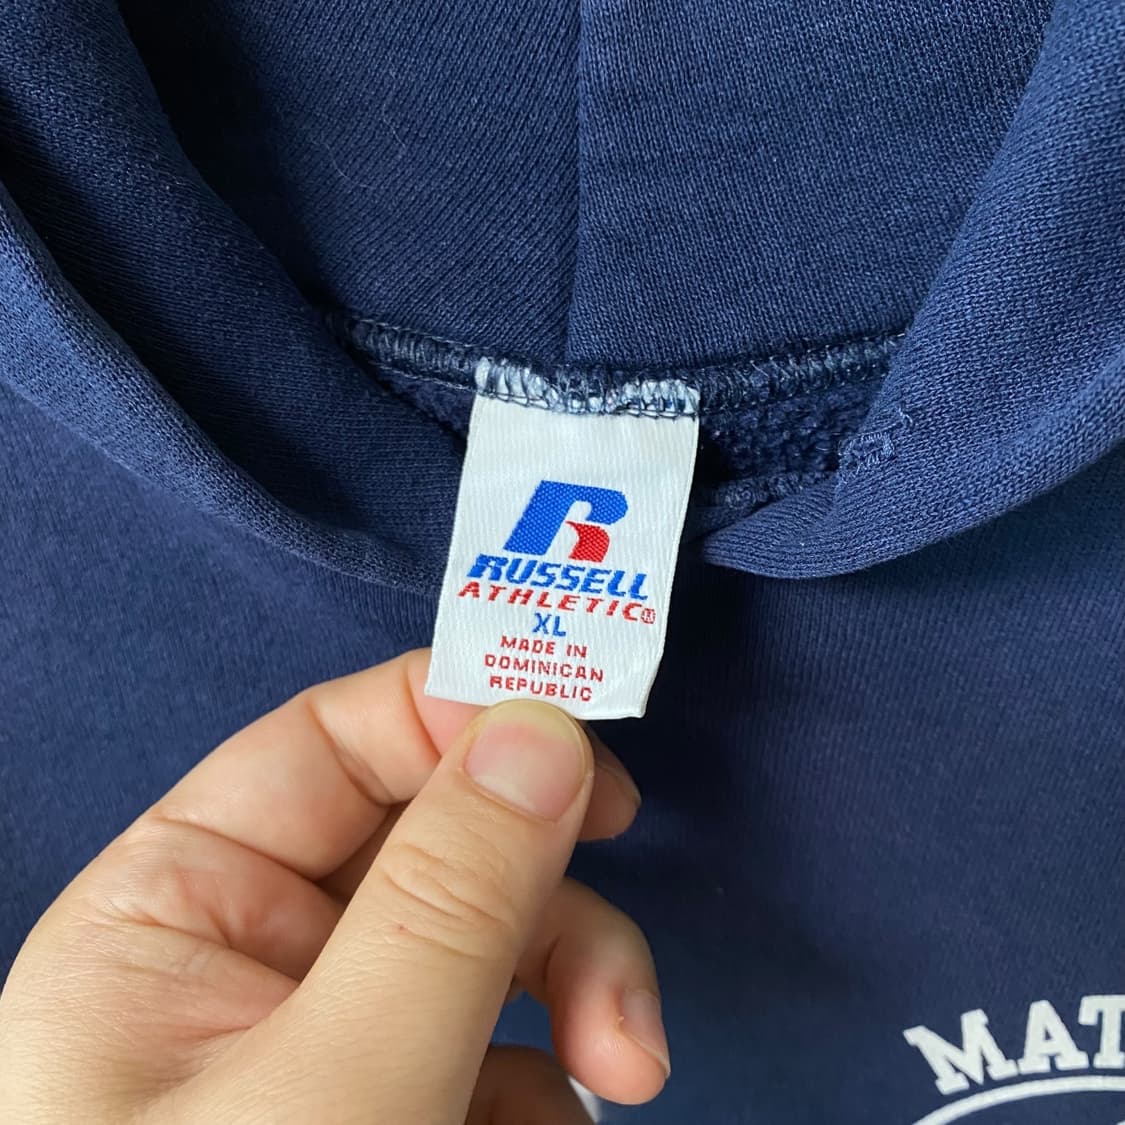 R
RUSSELL
ATHLETIC®
XL
MADE IN
DOMINICAN
REPUBLIC
MAT